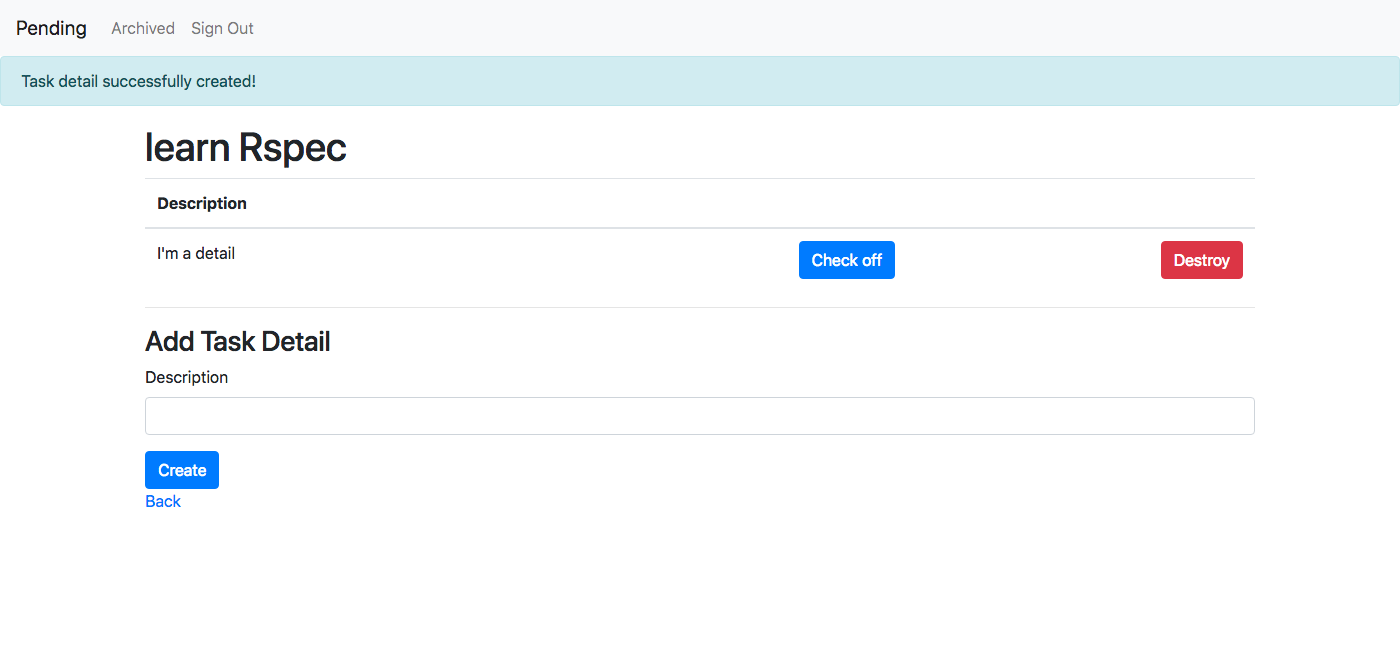 Pending Archived Sign Out
Task detail successfully created!
learn Rspec
Description
I'm a detail Check off Destroy
Add Task Detail
Description
Create
Back